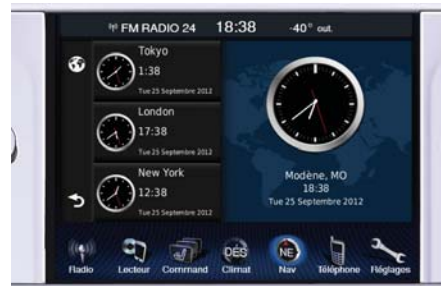 FM RADIO 24 18:38 -40° out.
Tokyo
1:38
Tue 25 Septembre 2012
London
17:38
Tue 25 Septembre 2012
New York
12:38
Tue 25 Septembre 2012
Modène, MO
18:38
Tue 25 Septembre 2012
DÉS
NE
Radio Lecteur Command Climat Nav Téléphone Réglages